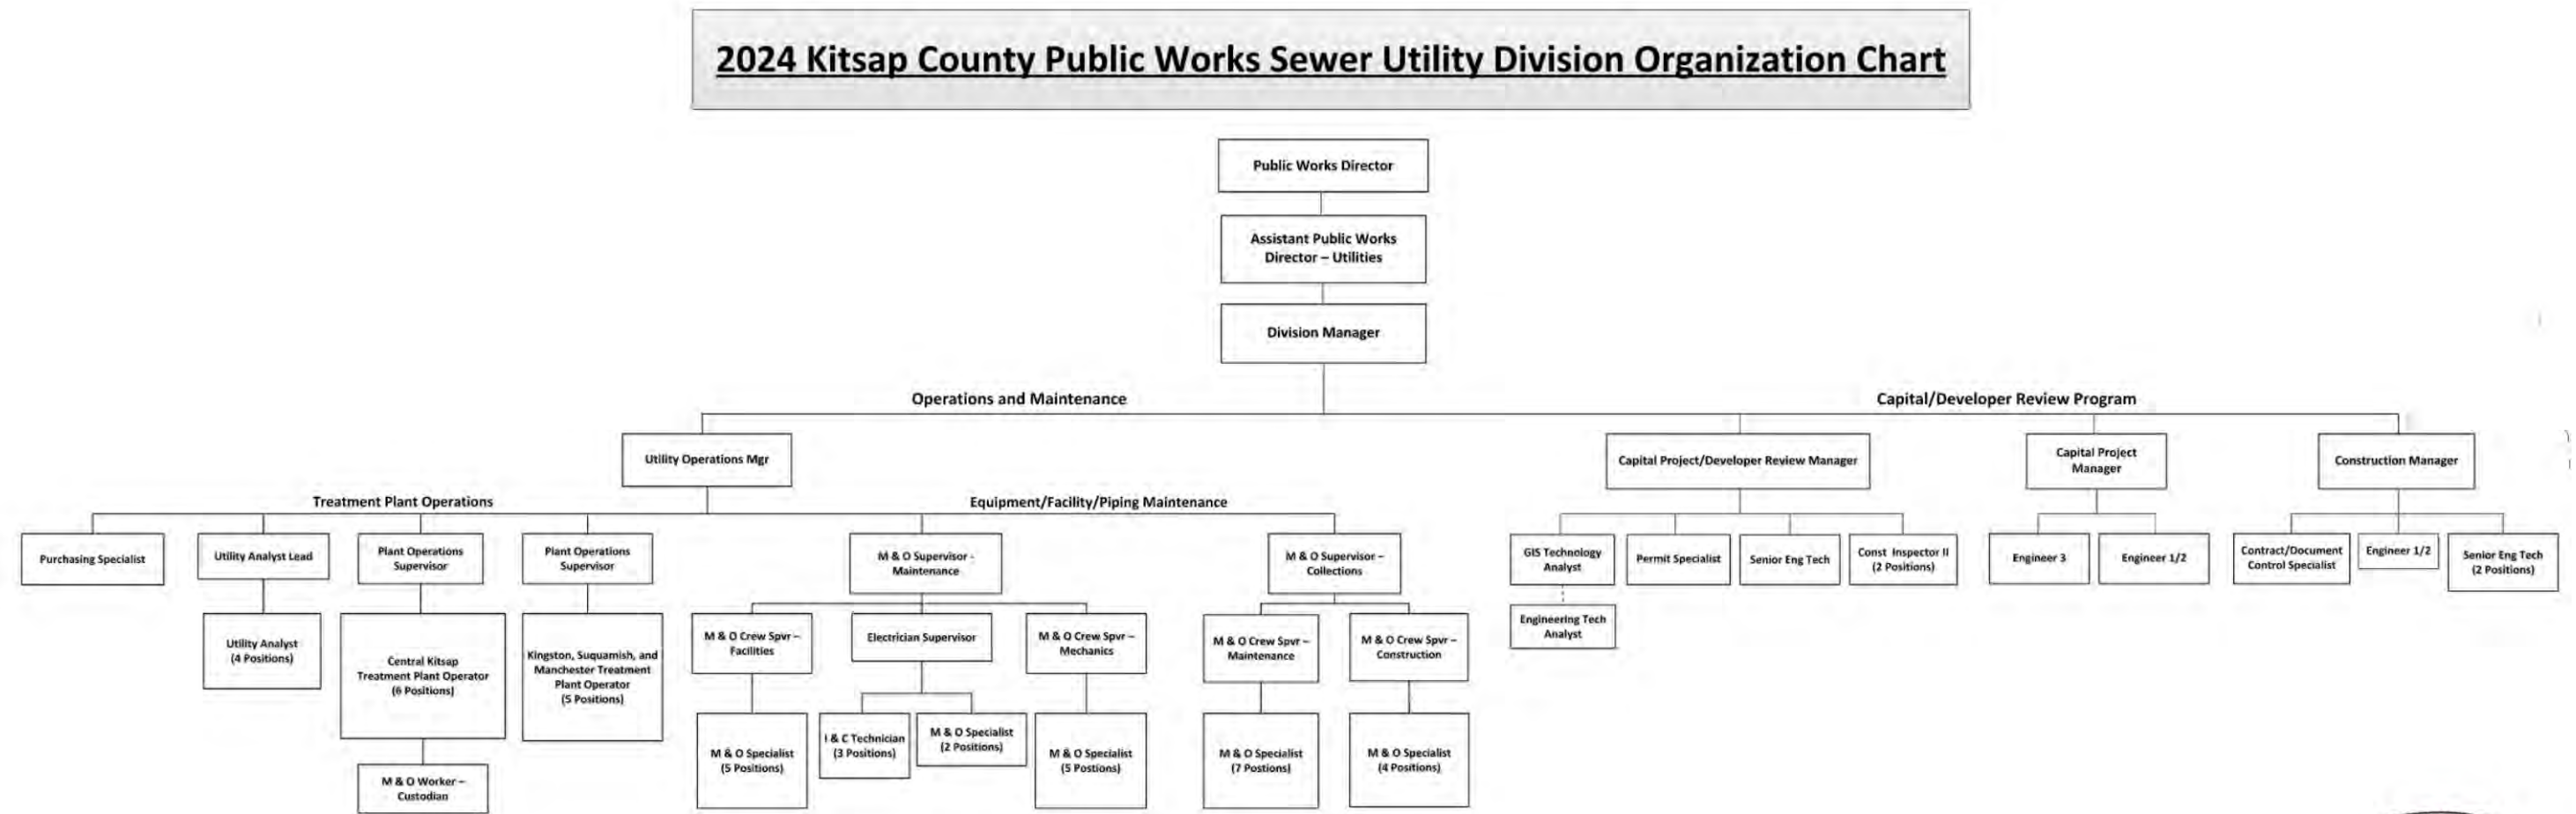 2024 Kitsap County Public Works Sewer Utility Division Organization Chart
Public Works Director
Assistant Public Works
Director – Utilities
Division Manager
Operations and Maintenance
Capital/Developer Review Program
Utility Operations Mgr
Capital Project/Developer Review Manager
Capital Project
Manager
Construction Manager
Treatment Plant Operations
Equipment/Facility/Piping Maintenance
Purchasing Specialist
Utility Analyst Lead
Plant Operations
Supervisor
Plant Operations
Supervisor
M & O Supervisor -
Maintenance
M & O Supervisor –
Collections
GIS Technology
Analyst
Permit Specialist
Senior Eng Tech
Const Inspector II
(2 Positions)
Engineer 3
Engineer 1/2
Contract/Document
Control Specialist
Engineer 1/2
Senior Eng Tech
(2 Positions)
Utility Analyst
(4 Positions)
Central Kitsap
Treatment Plant Operator
(6 Positions)
Kingston, Suquamish, and
Manchester Treatment
Plant Operator
(5 Positions)
M & O Crew Spvr –
Facilities
Electrician Supervisor
M & O Crew Spvr –
Mechanics
M & O Crew Spvr –
Maintenance
M & O Crew Spvr –
Construction
Engineering Tech
Analyst
M & O Worker –
Custodian
M & O Specialist
(5 Positions)
I & C Technician
(3 Positions)
M & O Specialist
(2 Positions)
M & O Specialist
(5 Postions)
M & O Specialist
(7 Postions)
M & O Specialist
(4 Positions)